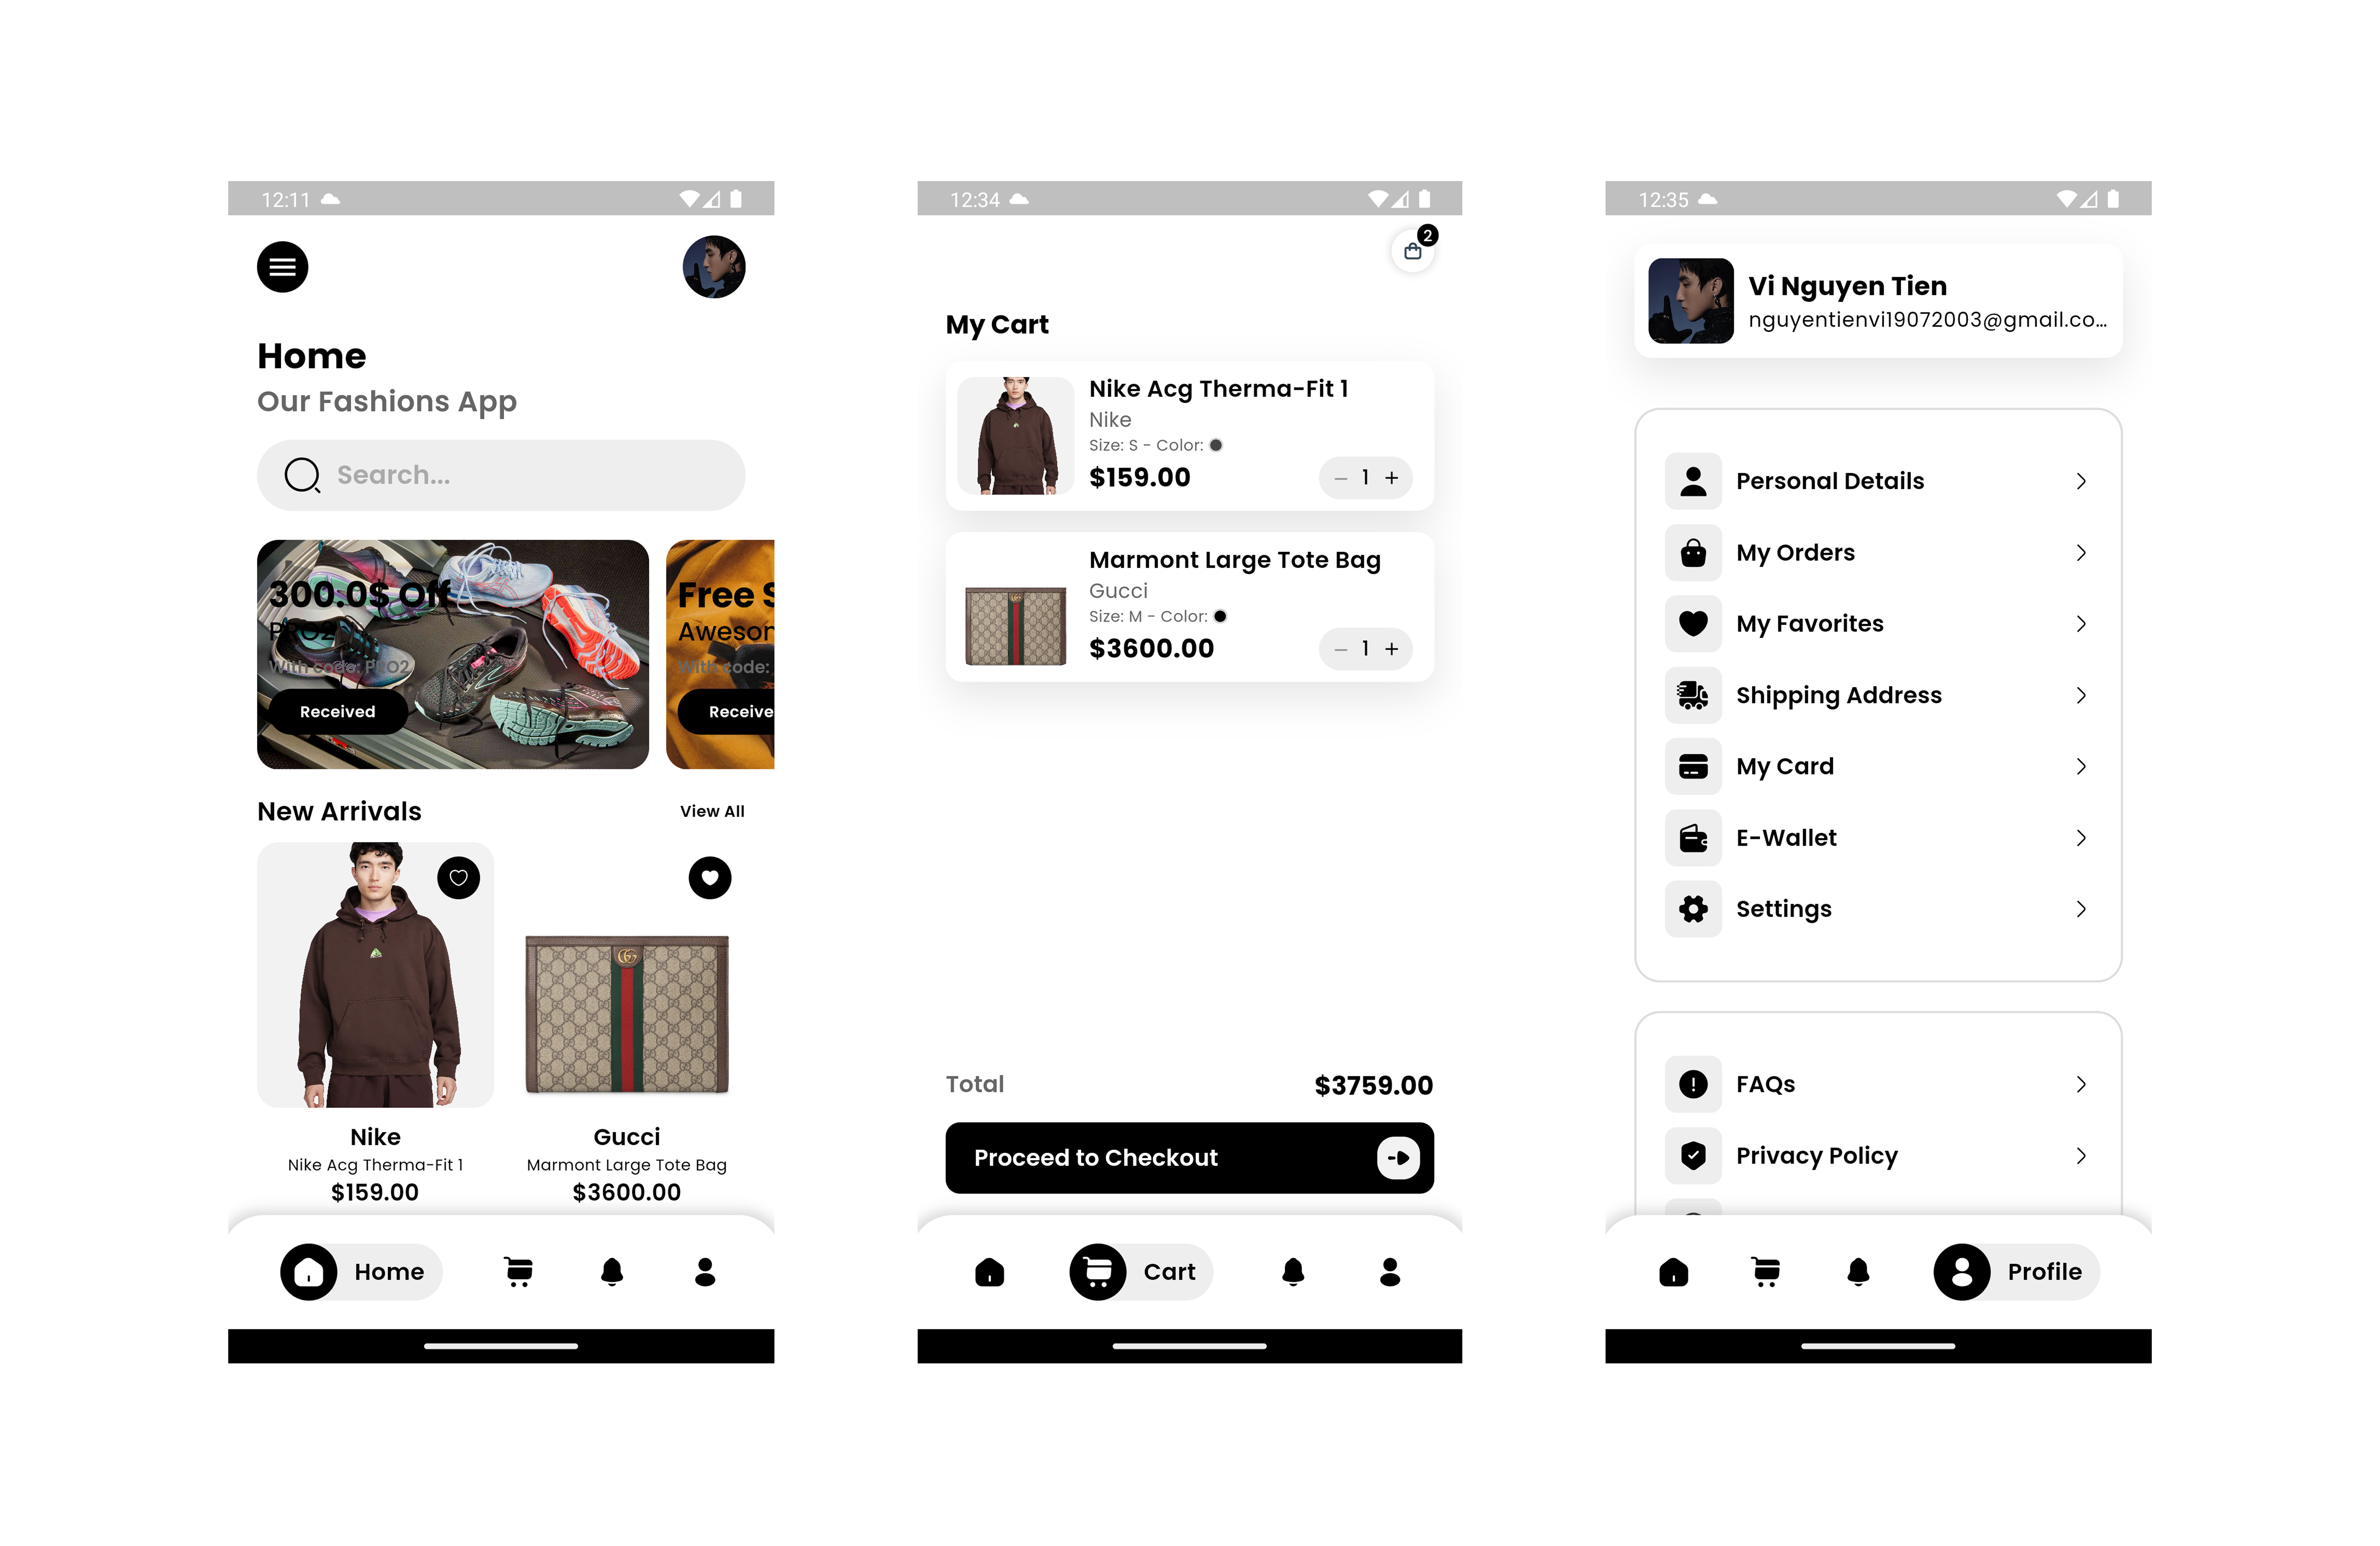 12:11
Home
Our Fashions App
Search...
300.0$ Off
PRO2
With code: PRO2
Received
Free S
Awesom
With code:
Receive
New Arrivals
View All
Nike
Nike Acg Therma-Fit 1
$159.00
Gucci
Marmont Large Tote Bag
$3600.00
Home
12:34
2
My Cart
Nike Acg Therma-Fit 1
Nike
Size: S - Color:
$159.00
1
Marmont Large Tote Bag
Gucci
Size: M - Color:
$3600.00
1
Total
$3759.00
Proceed to Checkout
Cart
12:35
Vi Nguyen Tien
nguyentienvi19072003@gmail.co...
Personal Details
My Orders
My Favorites
Shipping Address
My Card
E-Wallet
Settings
FAQs
Privacy Policy
Profile